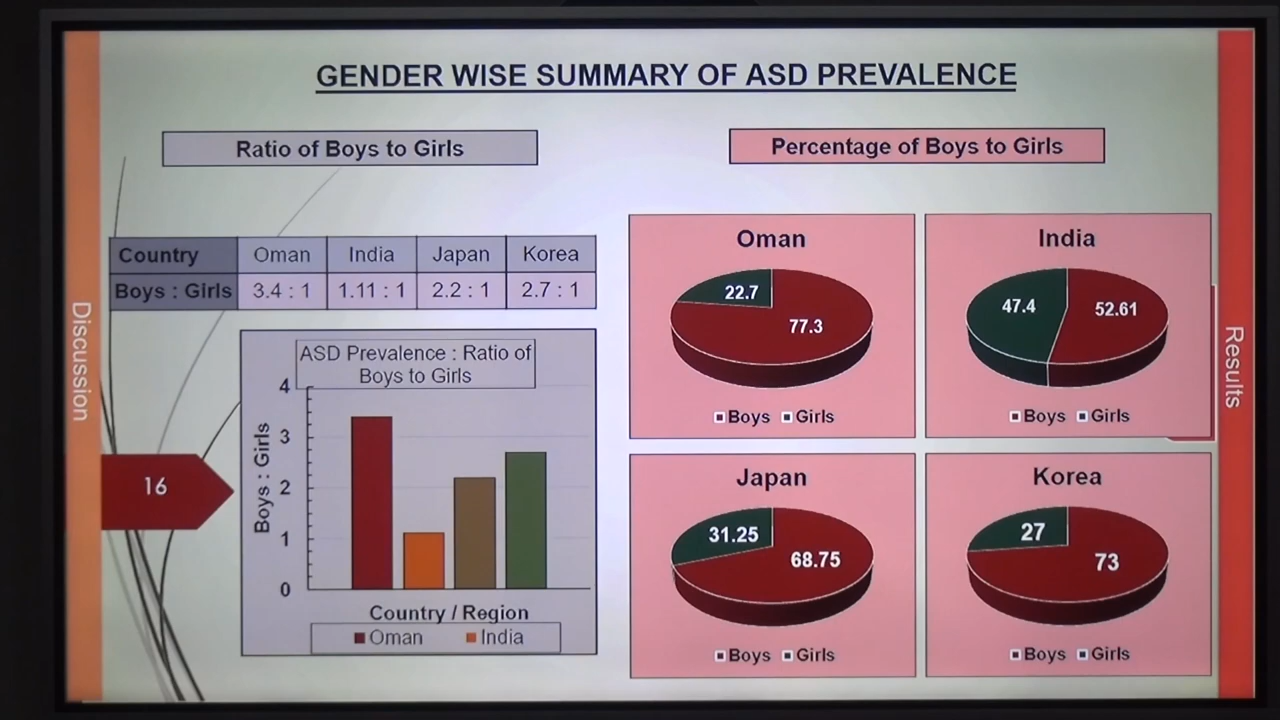 GENDER WISE SUMMARY OF ASD PREVALENCE
Ratio of Boys to Girls
Country Oman India Japan Korea
Boys : Girls 3.4 : 1 1.11 : 1 2.2 : 1 2.7 : 1
ASD Prevalence : Ratio of
Boys to Girls
4
3
2
1
0
Boys : Girls
Country / Region
Oman India
Percentage of Boys to Girls
Oman
22.7
77.3
Boys Girls
India
47.4
52.61
Boys Girls
Japan
31.25
68.75
Boys Girls
Korea
27
73
Boys Girls
Discussion
16
Results